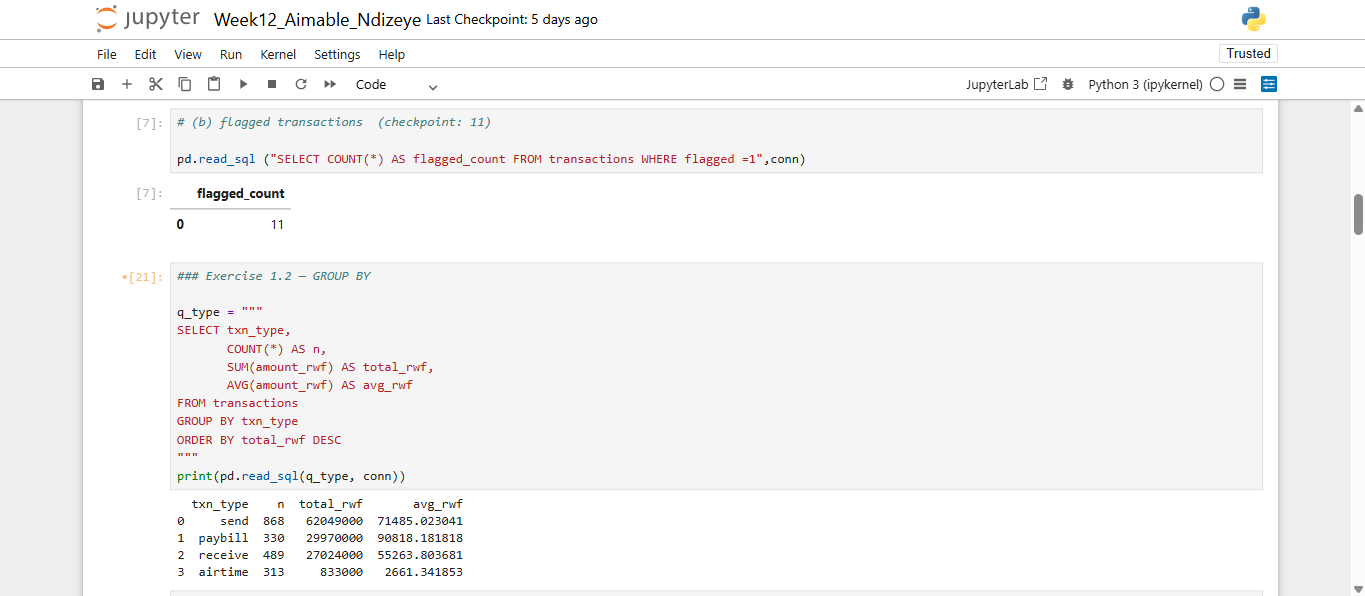 jupyter Week12_Aimable_Ndizeye Last Checkpoint: 5 days ago
File Edit View Run Kernel Settings Help
Trusted
Code
JupyterLab
Python 3 (ipykernel)
[7]: # (b) flagged transactions  (checkpoint: 11)
pd.read_sql ("SELECT COUNT(*) AS flagged_count FROM transactions WHERE flagged =1",conn)
[7]: flagged_count
0 11
•[21]: ### Exercise 1.2 — GROUP BY
q_type = """
SELECT txn_type,
       COUNT(*) AS n,
       SUM(amount_rwf) AS total_rwf,
       AVG(amount_rwf) AS avg_rwf
FROM transactions
GROUP BY txn_type
ORDER BY total_rwf DESC
"""
print(pd.read_sql(q_type, conn))
  txn_type    n  total_rwf       avg_rwf
0     send  868   62049000  71485.023041
1  paybill  330   29970000  90818.181818
2  receive  489   27024000  55263.803681
3  airtime  313     833000   2661.341853